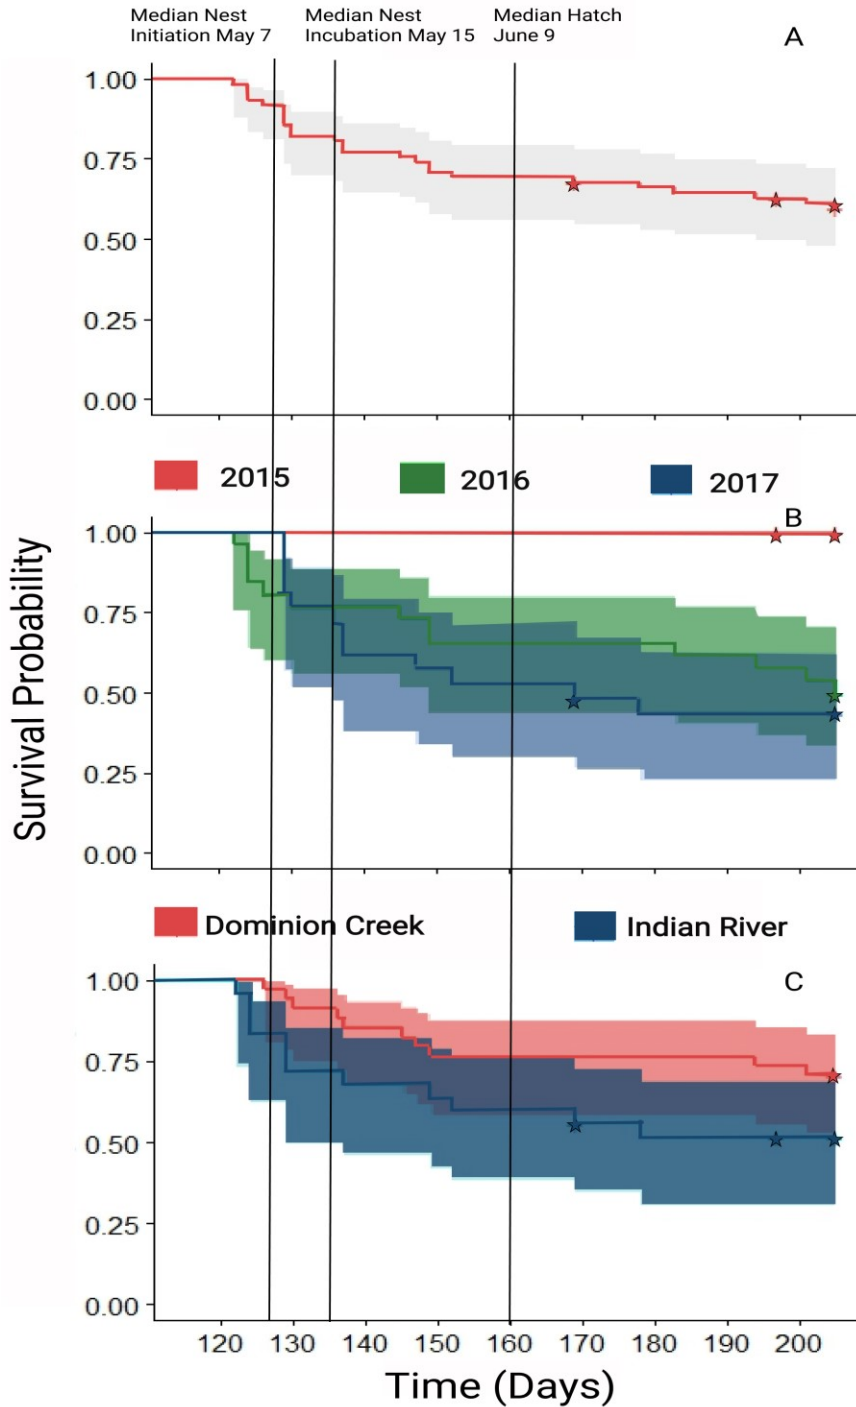 Median Nest
Initiation May 7
Median Nest
Incubation May 15
Median Hatch
June 9
A
1.00
0.75
0.50
0.25
0.00
2015
2016
2017
B
1.00
0.75
0.50
0.25
0.00
Survival Probability
Dominion Creek
Indian River
C
1.00
0.75
0.50
0.25
0.00
120 130 140 150 160 170 180 190 200
Time (Days)